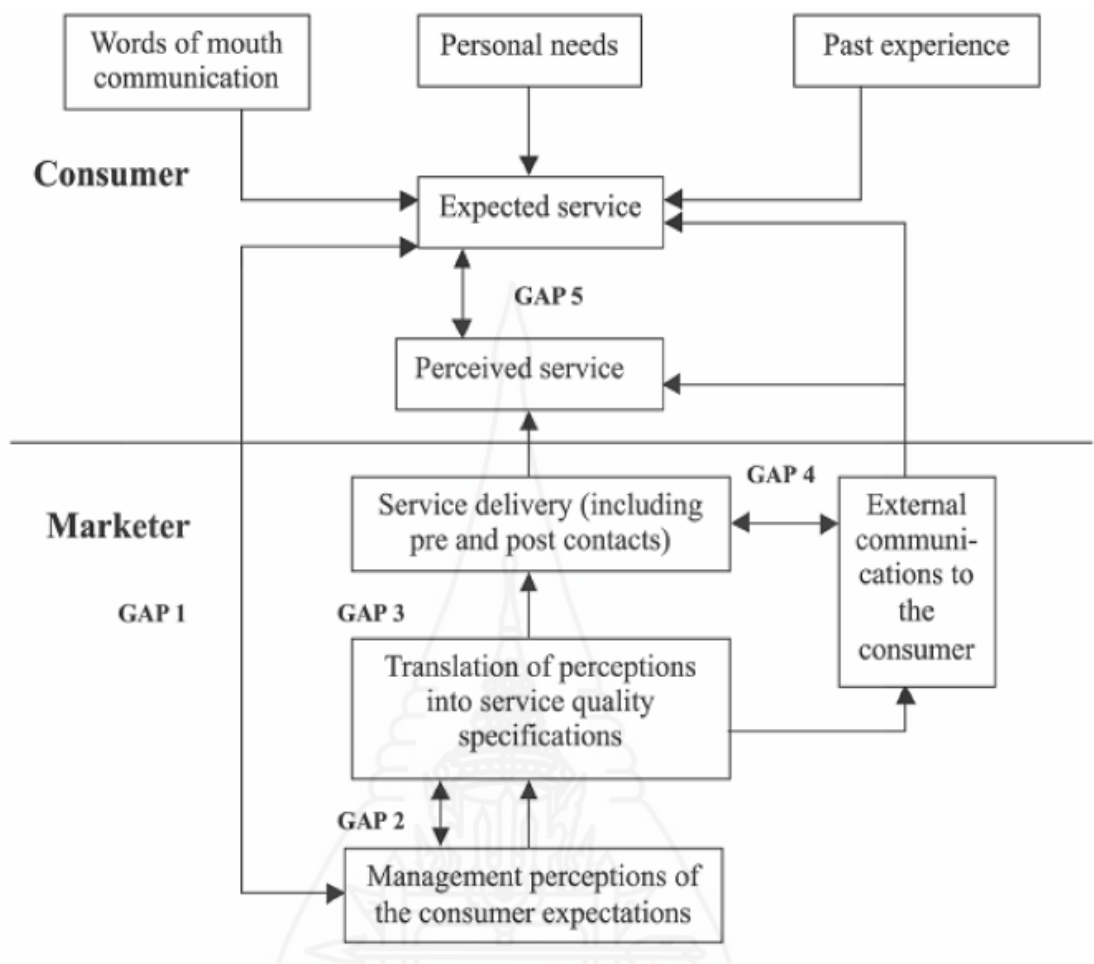 Words of mouth
communication
Personal needs
Past experience
Consumer
Expected service
GAP 5
Perceived service
Marketer
Service delivery (including
pre and post contacts)
GAP 4
External
communi-
cations to
the
consumer
GAP 1
GAP 3
Translation of perceptions
into service quality
specifications
GAP 2
Management perceptions of
the consumer expectations